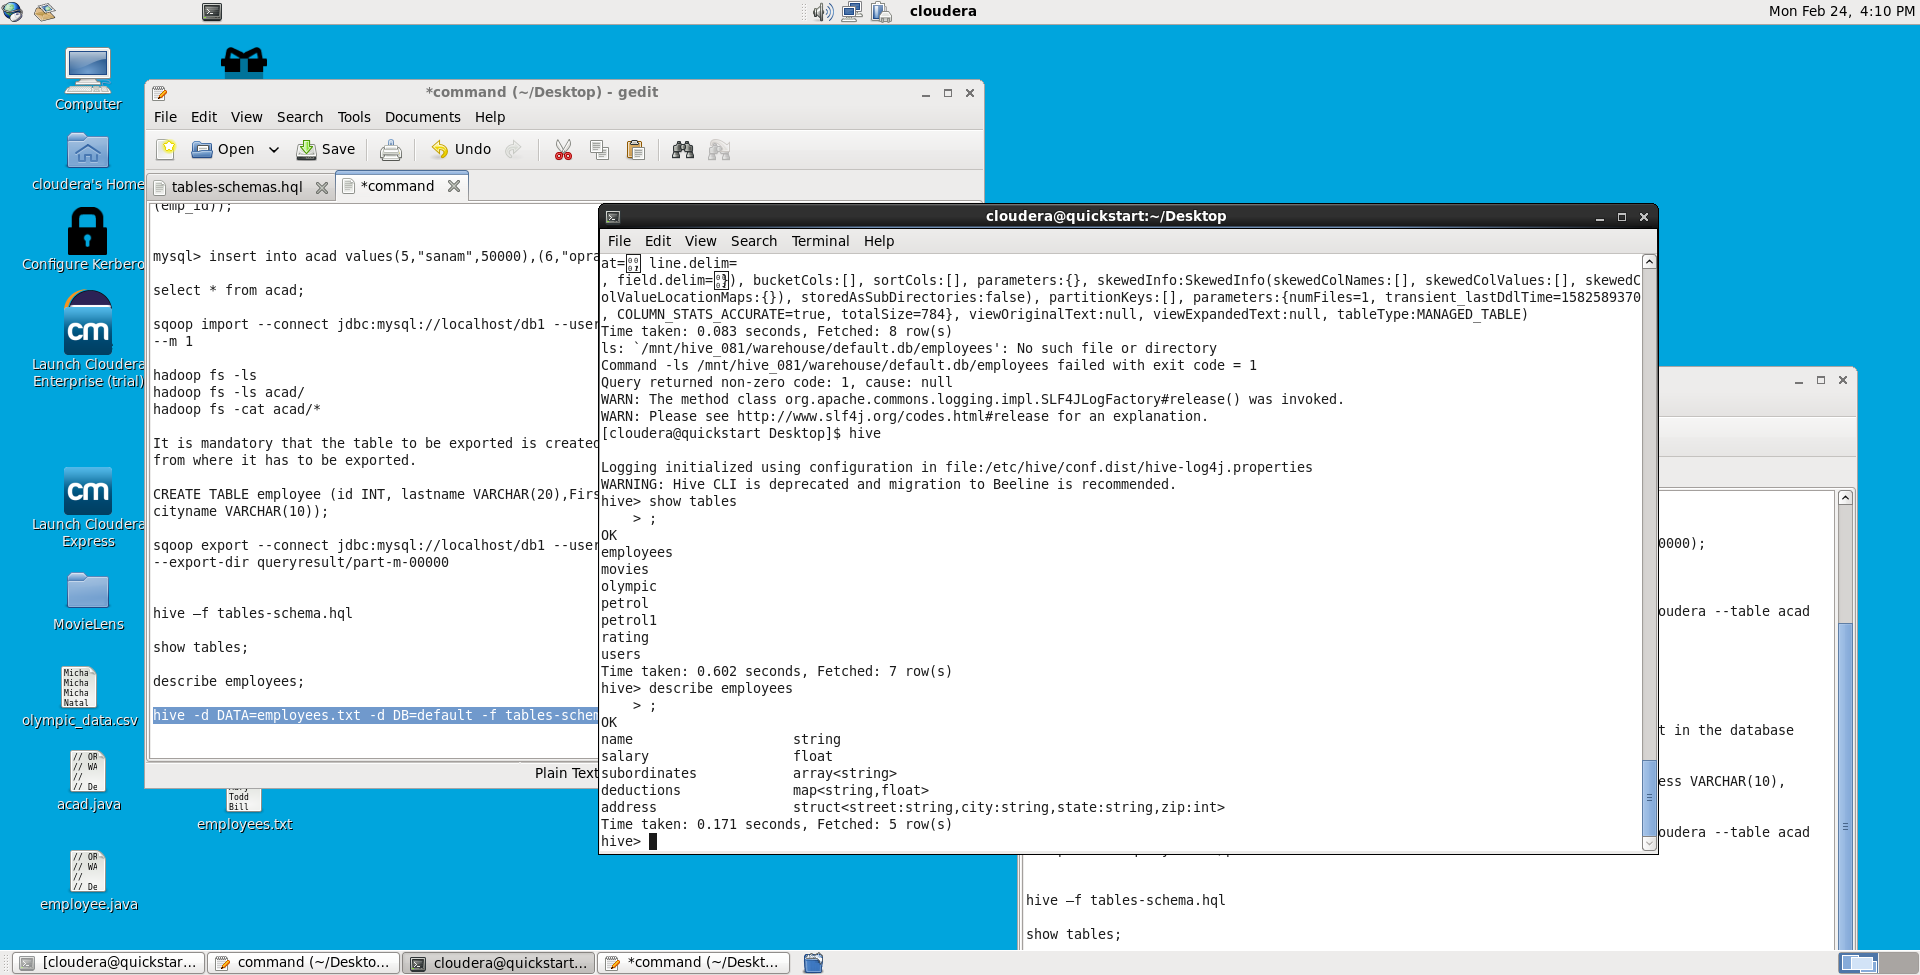 cloudera
Mon Feb 24, 4:10 PM
Computer
cloudera's Home
Configure Kerbero
Launch Cloudera
Enterprise (trial)
Launch Cloudera
Express
MovieLens
Micha
Micha
Micha
Natal
olympic_data.csv
// OR
// WA
//
// De
acad.java
Todd
Bill
employees.txt
// OR
// WA
//
// De
employee.java
cm
cm
*command (~/Desktop) - gedit
File Edit View Search Tools Documents Help
Open Save Undo
tables-schemas.hql *command
(emp_id));
mysql> insert into acad values(5,"sanam",50000),(6,"opra
select * from acad;
sqoop import --connect jdbc:mysql://localhost/db1 --user
--m 1
hadoop fs -ls
hadoop fs -ls acad/
hadoop fs -cat acad/*
It is mandatory that the table to be exported is created
from where it has to be exported.
CREATE TABLE employee (id INT, lastname VARCHAR(20),Firs
cityname VARCHAR(10));
sqoop export --connect jdbc:mysql://localhost/db1 --user
--export-dir queryresult/part-m-00000
hive –f tables-schema.hql
show tables;
describe employees;
hive -d DATA=employees.txt -d DB=default -f tables-schem
Plain Text
cloudera@quickstart:~/Desktop
File Edit View Search Terminal Help
at= line.delim=
, field.delim=}), bucketCols:[], sortCols:[], parameters:{}, skewedInfo:SkewedInfo(skewedColNames:[], skewedColValues:[], skewedC
olValueLocationMaps:{}), storedAsSubDirectories:false), partitionKeys:[], parameters:{numFiles=1, transient_lastDdlTime=1582589370
, COLUMN_STATS_ACCURATE=true, totalSize=784}, viewOriginalText:null, viewExpandedText:null, tableType:MANAGED_TABLE)
Time taken: 0.083 seconds, Fetched: 8 row(s)
ls: `/mnt/hive_081/warehouse/default.db/employees': No such file or directory
Command -ls /mnt/hive_081/warehouse/default.db/employees failed with exit code = 1
Query returned non-zero code: 1, cause: null
WARN: The method class org.apache.commons.logging.impl.SLF4JLogFactory#release() was invoked.
WARN: Please see http://www.slf4j.org/codes.html#release for an explanation.
[cloudera@quickstart Desktop]$ hive
Logging initialized using configuration in file:/etc/hive/conf.dist/hive-log4j.properties
WARNING: Hive CLI is deprecated and migration to Beeline is recommended.
hive> show tables
> ;
OK
employees
movies
olympic
petrol
petrol1
rating
users
Time taken: 0.602 seconds, Fetched: 7 row(s)
hive> describe employees
> ;
OK
name string
salary float
subordinates array<string>
deductions map<string,float>
address struct<street:string,city:string,state:string,zip:int>
Time taken: 0.171 seconds, Fetched: 5 row(s)
hive>
0000);
oudera --table acad
t in the database
ess VARCHAR(10),
oudera --table acad
hive –f tables-schema.hql
show tables;
[cloudera@quickstar...
command (~/Deskto...
cloudera@quickstart...
*command (~/Deskt...